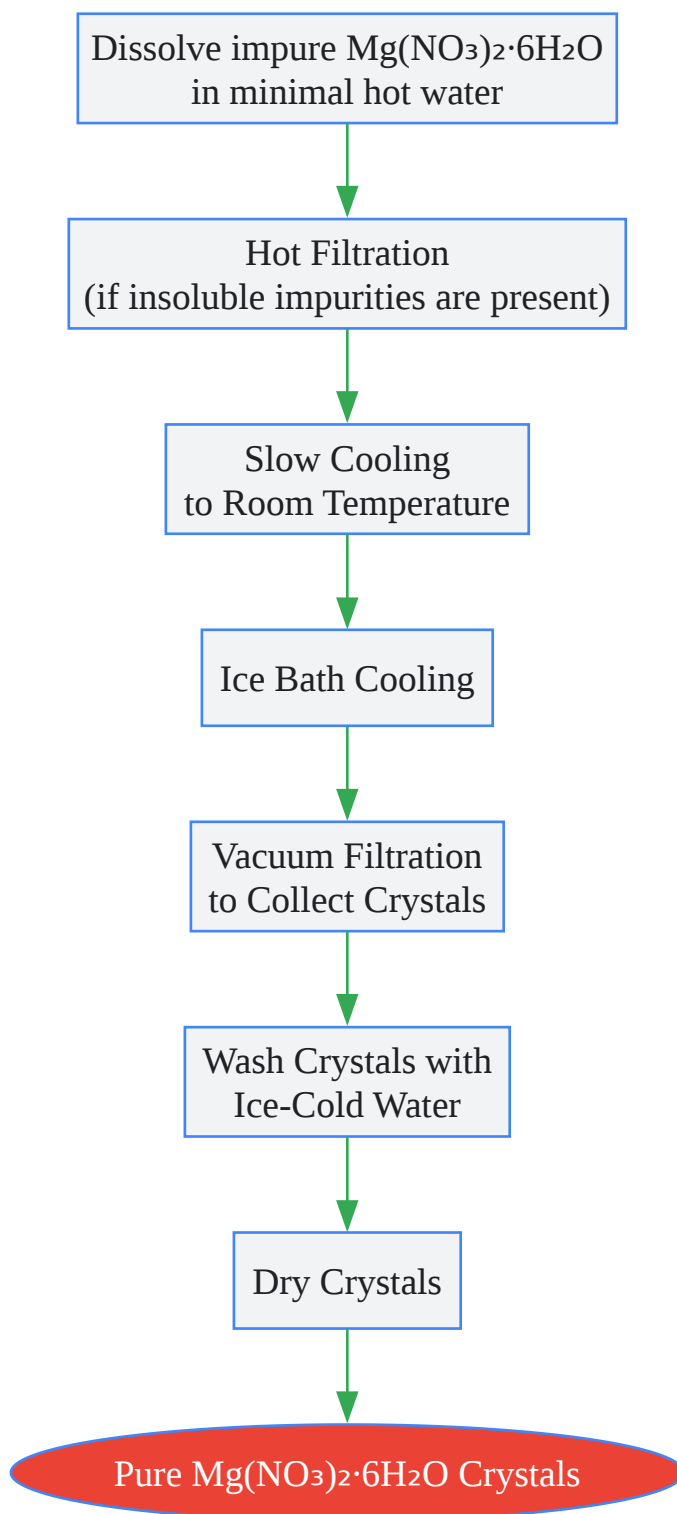 Dissolve impure Mg(NO₃)₂·6H₂O
in minimal hot water
Hot Filtration
(if insoluble impurities are present)
Slow Cooling
to Room Temperature
Ice Bath Cooling
Vacuum Filtration
to Collect Crystals
Wash Crystals with
Ice-Cold Water
Dry Crystals
Pure Mg(NO₃)₂·6H₂O Crystals